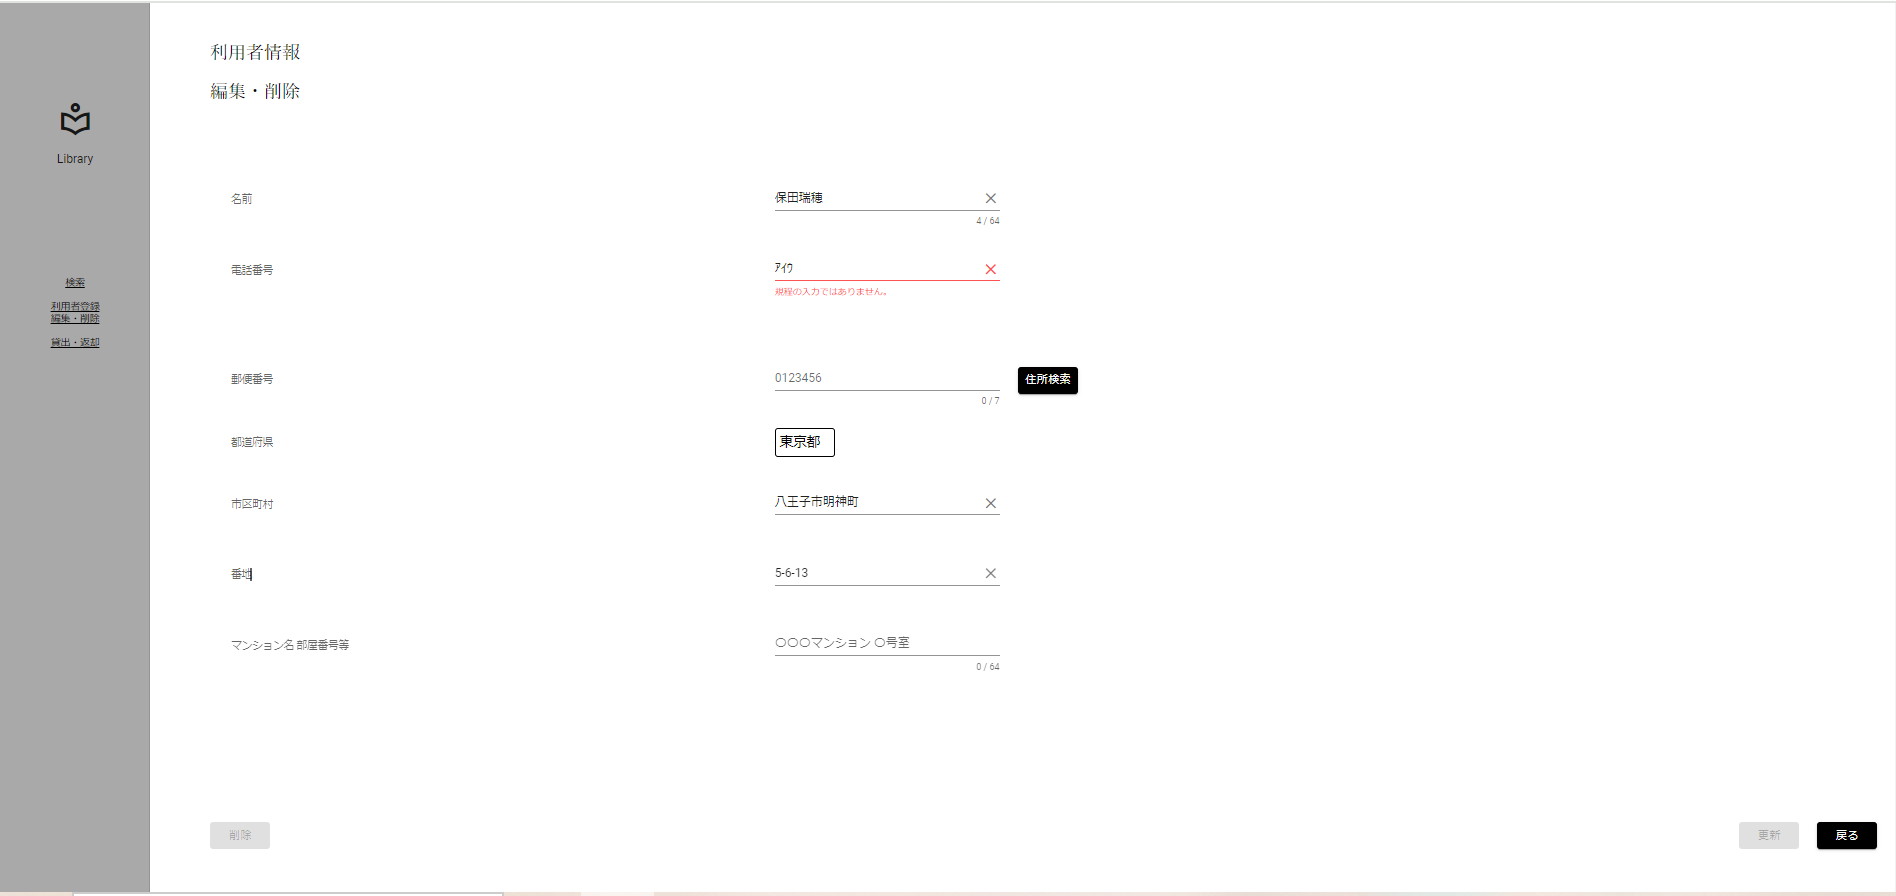 利用者情報
編集・削除
Library
検索
利用者登録
編集・削除
貸出・返却
名前
保田瑞穂
4 / 64
電話番号
ｱｲｳ
規程の入力ではありません。
郵便番号
0123456
0 / 7
住所検索
都道府県
東京都
市区町村
八王子市明神町
番地
5-6-13
マンション名 部屋番号等
〇〇〇マンション 〇号室
0 / 64
削除
更新
戻る